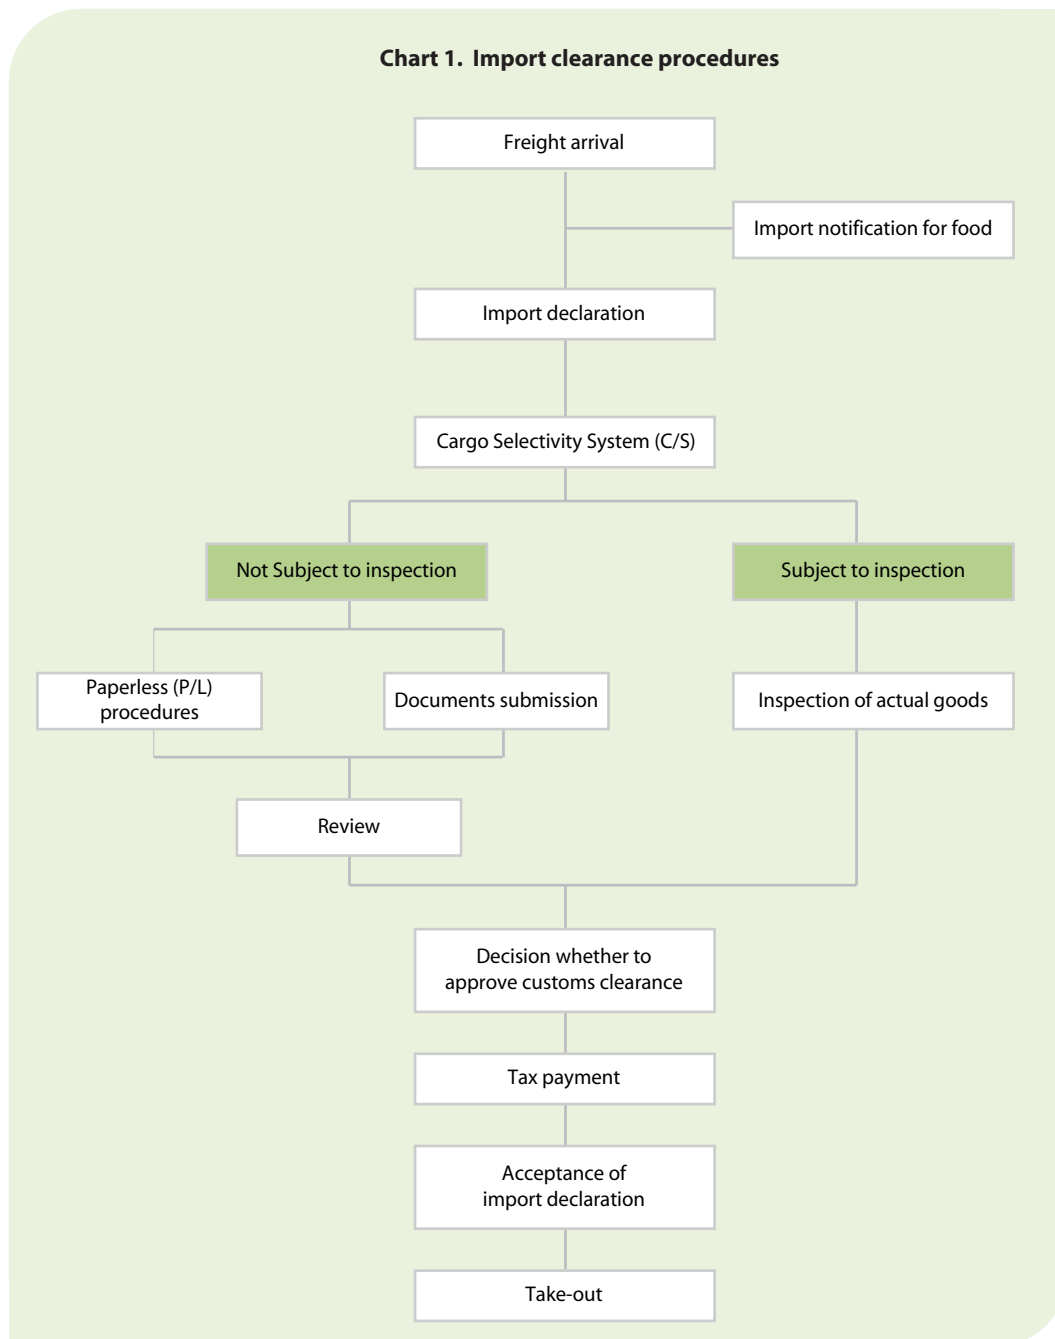 Chart 1. Import clearance procedures
Freight arrival
Import notification for food
Import declaration
Cargo Selectivity System (C/S)
Not Subject to inspection
Subject to inspection
Paperless (P/L)
procedures
Documents submission
Inspection of actual goods
Review
Decision whether to
approve customs clearance
Tax payment
Acceptance of
import declaration
Take-out